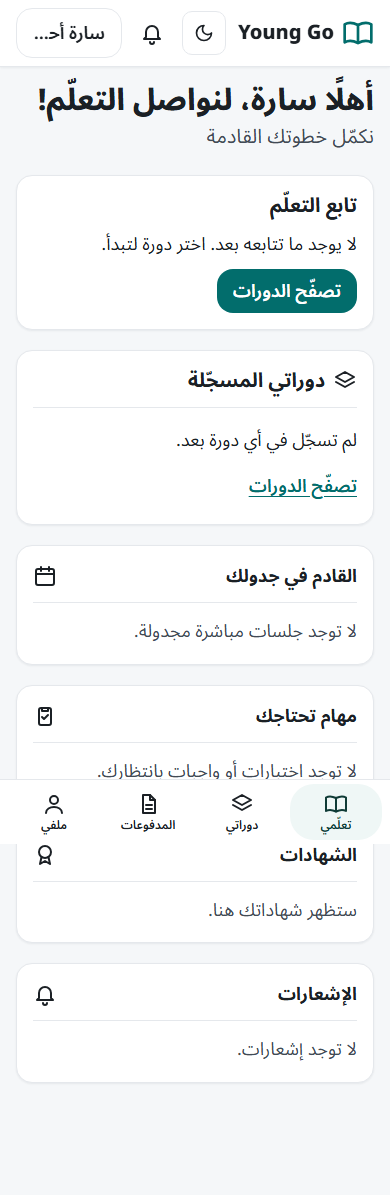 Young Go
سارة أحـ...
أهلًا سارة، لنواصل التعلّم!
نكمّل خطوتك القادمة
تابع التعلّم
لا يوجد ما تتابعه بعد. اختر دورة لتبدأ.
تصفّح الدورات
دوراتي المسجّلة
لم تسجّل في أي دورة بعد.
تصفّح الدورات
القادم في جدولك
لا توجد جلسات مباشرة مجدولة.
مهام تحتاجك
لا توجد اختبارات أو واجبات بانتظارك.
تعلّمي
دوراتي
المدفوعات
ملفي
الشهادات
ستظهر شهاداتك هنا.
الإشعارات
لا توجد إشعارات.